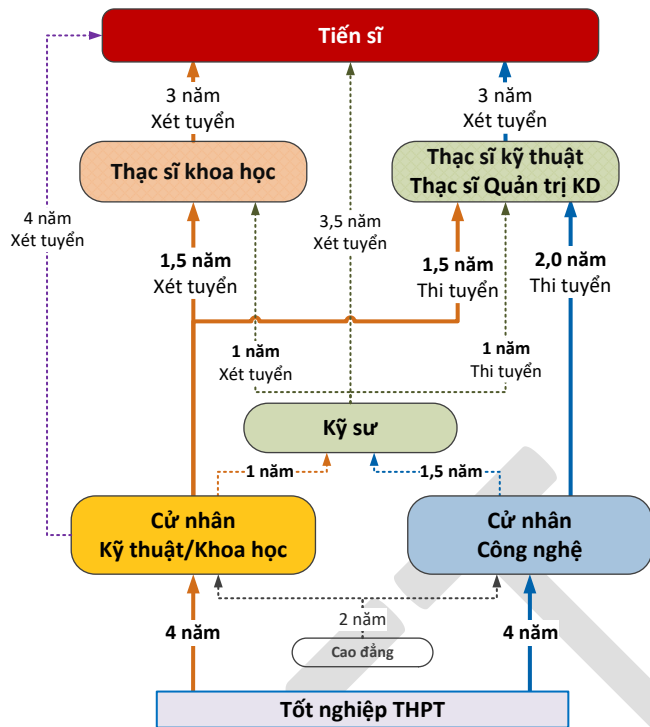 Tiến sĩ
3 năm
Xét tuyển
3 năm
Xét tuyển
Thạc sĩ khoa học
Thạc sĩ kỹ thuật
Thạc sĩ Quản trị KD
4 năm
Xét tuyển
3,5 năm
Xét tuyển
1,5 năm
Xét tuyển
1,5 năm
Thi tuyển
2,0 năm
Thi tuyển
1 năm
Xét tuyển
1 năm
Thi tuyển
Kỹ sư
1 năm
1,5 năm
Cử nhân
Kỹ thuật/Khoa học
Cử nhân
Công nghệ
4 năm
2 năm
4 năm
Cao đẳng
Tốt nghiệp THPT